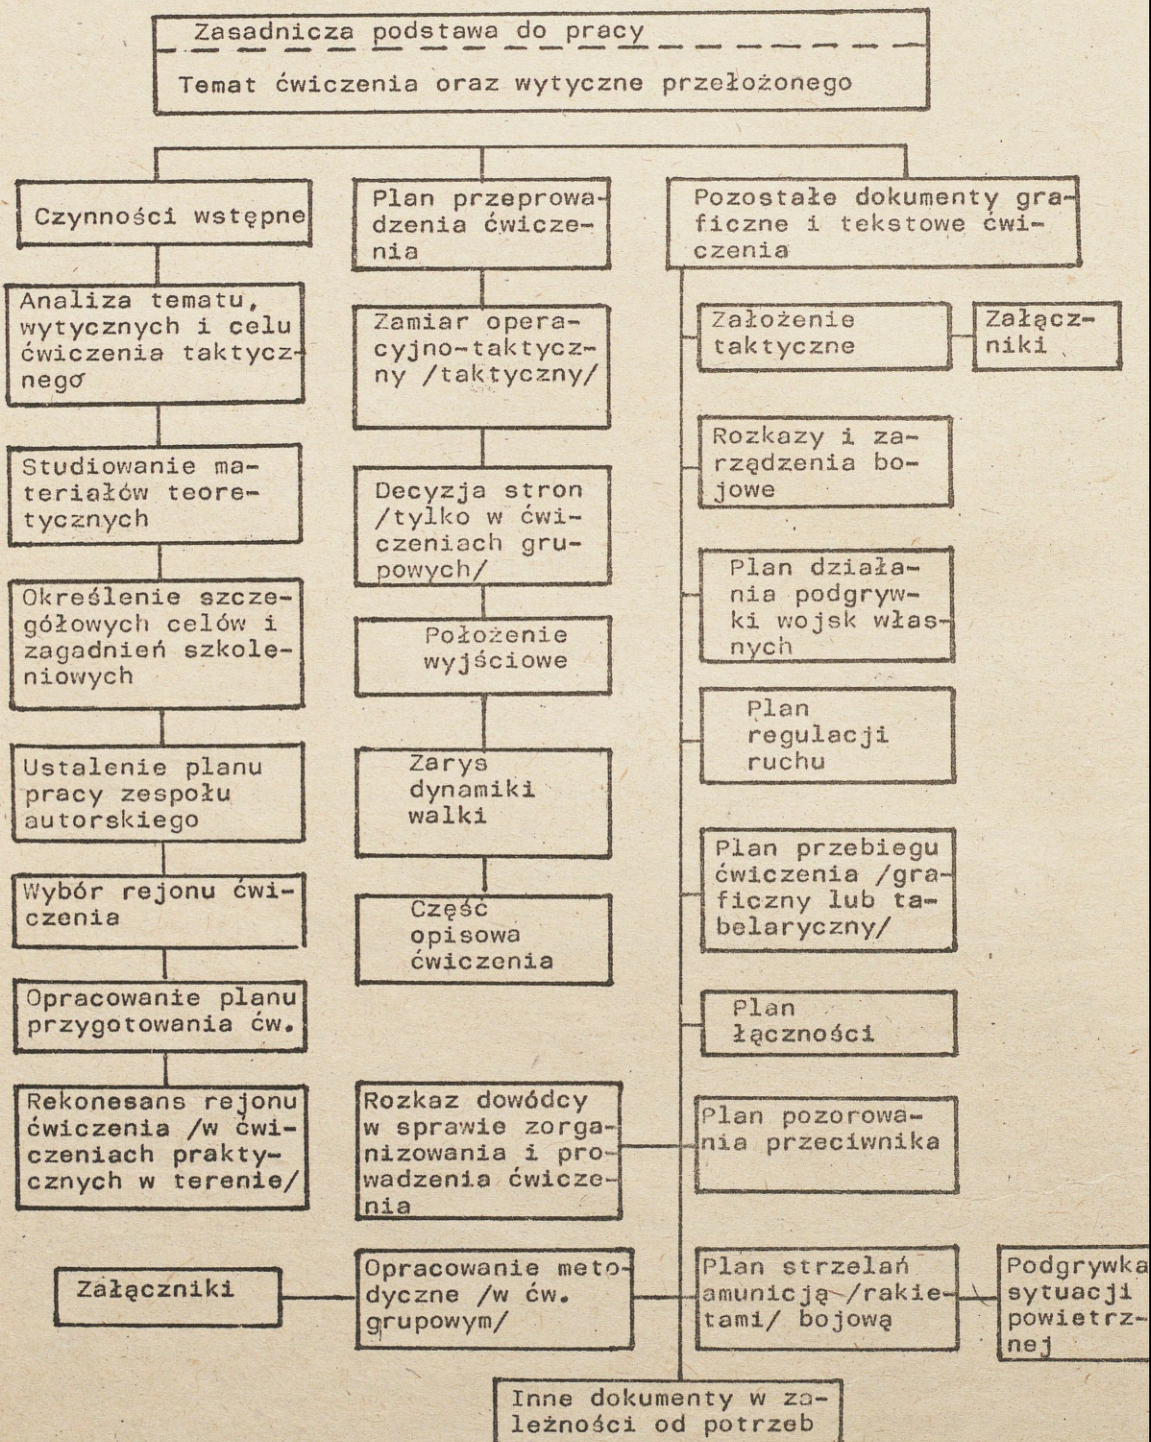 Zasadnicza podstawa do pracy
Temat ćwiczenia oraz wytyczne przełożonego
Czynności wstępne
Analiza tematu,
wytycznych i celu
ćwiczenia taktycz-
nego
Studiowanie ma-
teriałów teore-
tycznych
Określenie szcze-
gółowych celów i
zagadnień szkole-
niowych
Ustalenie planu
pracy zespołu
autorskiego
Wybór rejonu ćwi-
czenia
Opracowanie planu
przygotowania ćw.
Rekonesans rejonu
ćwiczenia /w ćwi-
czeniach prakty-
cznych w terenie/
Plan przeprowa-
dzenia ćwicze-
nia
Zamiar opera-
cyjno-taktycz-
ny /taktyczny/
Decyzja stron
/tylko w ćwi-
czeniach gru-
powych/
Położenie
wyjściowe
Zarys
dynamiki
walki
Część
opisowa
ćwiczenia
Pozostałe dokumenty gra-
ficzne i tekstowe ćwi-
czenia
Założenie
taktyczne
Załącz-
niki
Rozkazy i za-
rządzenia bo-
jowe
Plan działa-
nia podgryw-
ki wojsk włas-
nych
Plan
regulacji
ruchu
Plan przebiegu
ćwiczenia /gra-
ficzny lub ta-
belaryczny/
Plan
łączności
Rozkaz dowódcy
w sprawie zorga-
nizowania i pro-
wadzenia ćwicze-
nia
Plan pozorowa-
nia przeciwnika
Załączniki
Opracowanie meto-
dyczne /w ćw.
grupowym/
Plan strzelań
amunicją /rakie-
tami/ bojową
Podgrywka
sytuacji
powietrz-
nej
Inne dokumenty w za-
leżności od potrzeb